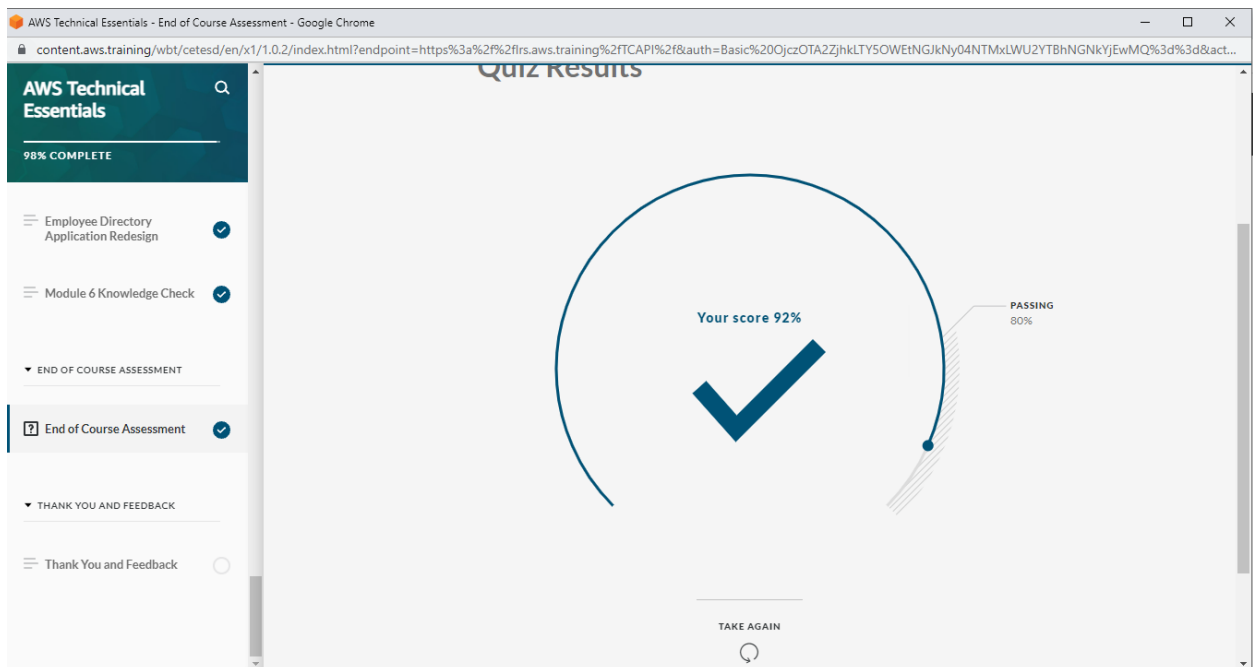 AWS Technical Essentials - End of Course Assessment - Google Chrome
content.aws.training/wbt/cetesd/en/x1/1.0.2/index.html?endpoint=https%3a%2f%2flrs.aws.training%2fTCAPI%2f&auth=Basic%20OjczOTA2ZjhkLTY5OWEtNGJkNy04NTMxLWU2YTBhNGNkYjEwMQ%3d%3d&act...
AWS Technical
Essentials
98% COMPLETE
Employee Directory
Application Redesign
Module 6 Knowledge Check
END OF COURSE ASSESSMENT
End of Course Assessment
THANK YOU AND FEEDBACK
Thank You and Feedback
Quiz Results
Your score 92%
PASSING
80%
TAKE AGAIN